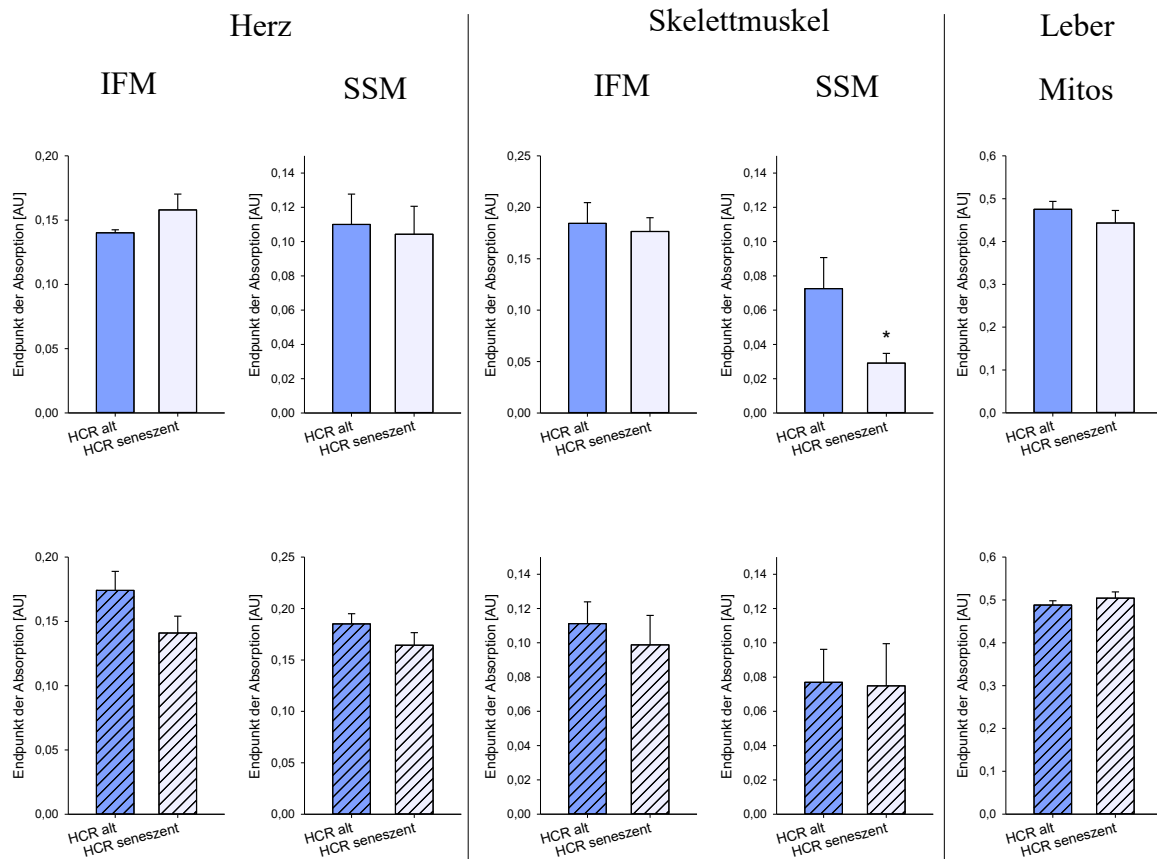 Herz
Skelettmuskel
Leber
IFM
SSM
IFM
SSM
Mitos
Endpunkt der Absorption [AU]
0,20
0,15
0,10
0,05
0,00
HCR alt
HCR seneszent
Endpunkt der Absorption [AU]
0,14
0,12
0,10
0,08
0,06
0,04
0,02
0,00
HCR alt
HCR seneszent
Endpunkt der Absorption [AU]
0,25
0,20
0,15
0,10
0,05
0,00
HCR alt
HCR seneszent
Endpunkt der Absorption [AU]
0,14
0,12
0,10
0,08
0,06
0,04
0,02
0,00
*
HCR alt
HCR seneszent
Endpunkt der Absorption [AU]
0,6
0,5
0,4
0,3
0,2
0,1
0,0
HCR alt
HCR seneszent
Endpunkt der Absorption [AU]
0,20
0,15
0,10
0,05
0,00
HCR alt
HCR seneszent
Endpunkt der Absorption [AU]
0,25
0,20
0,15
0,10
0,05
0,00
HCR alt
HCR seneszent
Endpunkt der Absorption [AU]
0,14
0,12
0,10
0,08
0,06
0,04
0,02
0,00
HCR alt
HCR seneszent
Endpunkt der Absorption [AU]
0,14
0,12
0,10
0,08
0,06
0,04
0,02
0,00
HCR alt
HCR seneszent
Endpunkt der Absorption [AU]
0,6
0,5
0,4
0,3
0,2
0,1
0,0
HCR alt
HCR seneszent